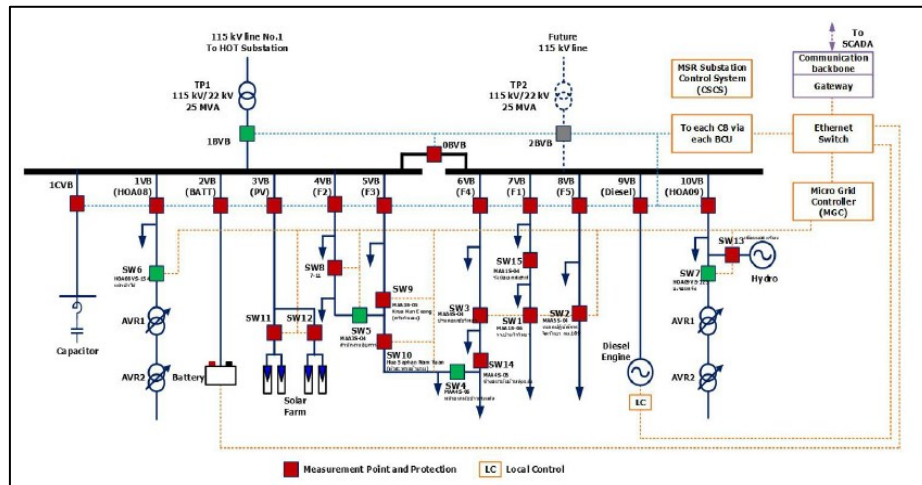 115 kV line No.1
To HOT Substation
Future
115 kV line
To
SCADA
Communication
backbone
Gateway
TP1
115 kV/22 kV
25 MVA
TP2
115 kV/22 kV
25 MVA
MSR Substation
Control System
(CSCS)
1BVB
0BVB
2BVB
To each CB via
each BCU
Ethernet
Switch
Micro Grid
Controller
(MGC)
1CVB
1VB
(HOA08)
2VB
(BATT)
3VB
(PV)
4VB
(F2)
5VB
(F3)
6VB
(F4)
7VB
(F1)
8VB
(F5)
9VB
(Diesel)
10VB
(HOA09)
SW6
SW8
7-11
SW9
SW15
SW13
SW7
Hydro
SW3
SW1
SW2
SW5
SW11
SW12
SW10
SW14
SW4
AVR1
AVR2
Capacitor
Battery
Solar
Farm
Diesel
Engine
LC
AVR1
AVR2
Measurement Point and Protection
LC
Local Control